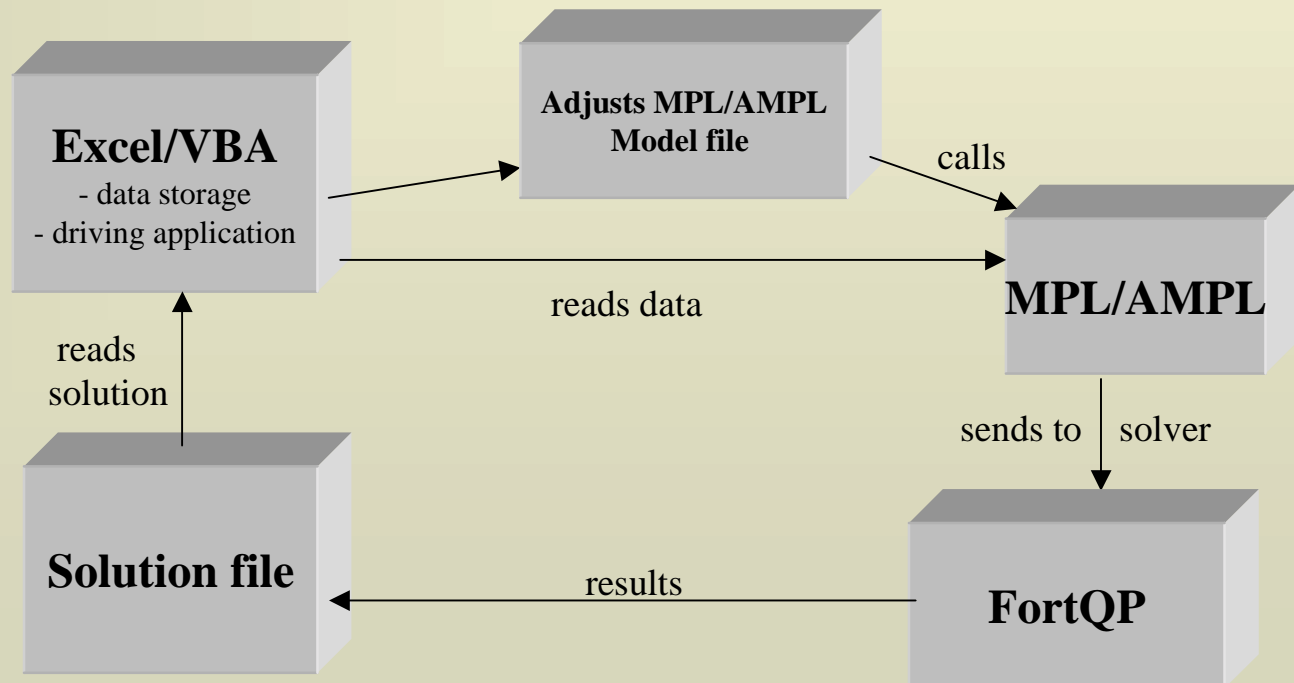 Excel/VBA
- data storage
- driving application
Adjusts MPL/AMPL
Model file
calls
MPL/AMPL
reads data
reads
solution
sends to solver
Solution file
results
FortQP